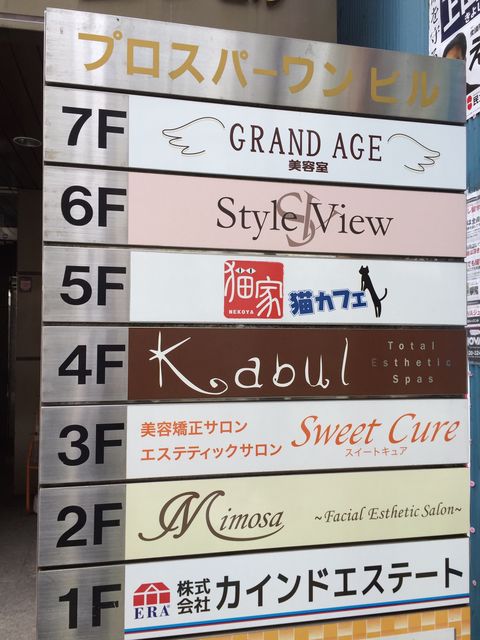 プロスパーワンビル
7F
GRAND AGE
美容室
6F
Style View
SV
5F
猫家
NEKOYA
猫カフェ
4F
Kabul
Total
Esthetic
Spas
3F
美容矯正サロン
エステティックサロン
Sweet Cure
スイートキュア
2F
Mimosa
~Facial Esthetic Salon~
1F
ERA
株式
会社
カインドエステート